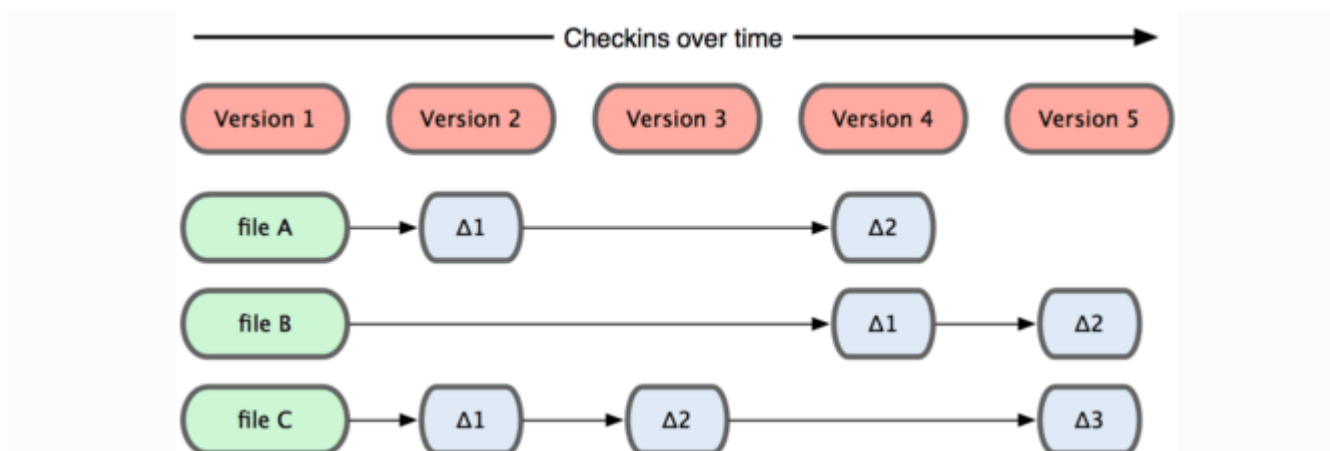 Checkins over time
Version 1 Version 2 Version 3 Version 4 Version 5
file A Δ1 Δ2
file B Δ1 Δ2
file C Δ1 Δ2 Δ3